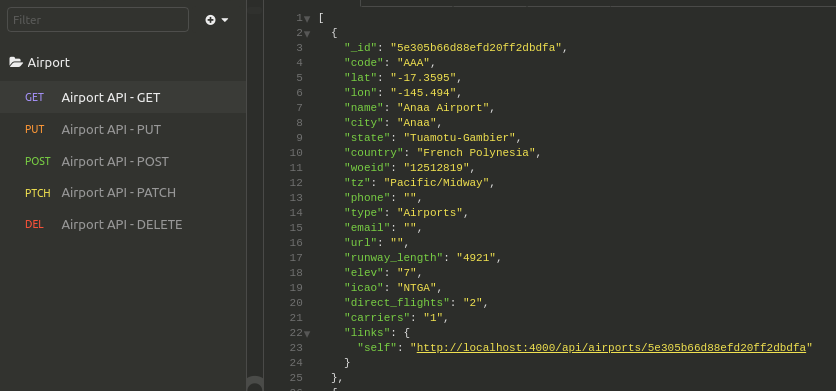 Filter
Airport
GET Airport API - GET
PUT Airport API - PUT
POST Airport API - POST
PTCH Airport API - PATCH
DEL Airport API - DELETE
1 [
2 {
3 "_id": "5e305b66d88efd20ff2dbdfa",
4 "code": "AAA",
5 "lat": "-17.3595",
6 "lon": "-145.494",
7 "name": "Anaa Airport",
8 "city": "Anaa",
9 "state": "Tuamotu-Gambier",
10 "country": "French Polynesia",
11 "woeid": "12512819",
12 "tz": "Pacific/Midway",
13 "phone": "",
14 "type": "Airports",
15 "email": "",
16 "url": "",
17 "runway_length": "4921",
18 "elev": "7",
19 "icao": "NTGA",
20 "direct_flights": "2",
21 "carriers": "1",
22 "links": {
23 "self": "http://localhost:4000/api/airports/5e305b66d88efd20ff2dbdfa"
24 }
25 },